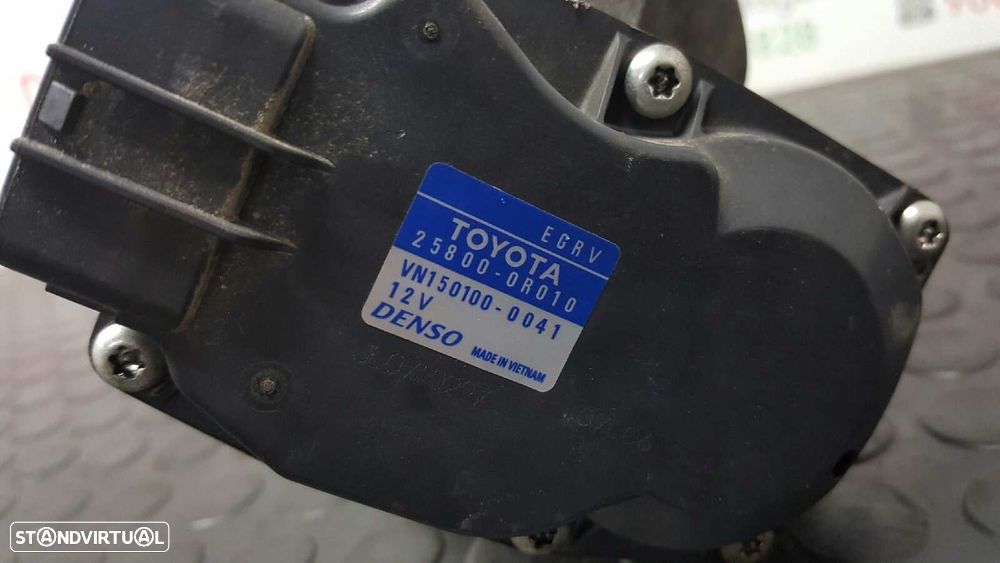 EGRV
TOYOTA
25800-0R010
VN150100-0041
12V
DENSO
MADE IN VIETNAM
STANDVIRTUAL